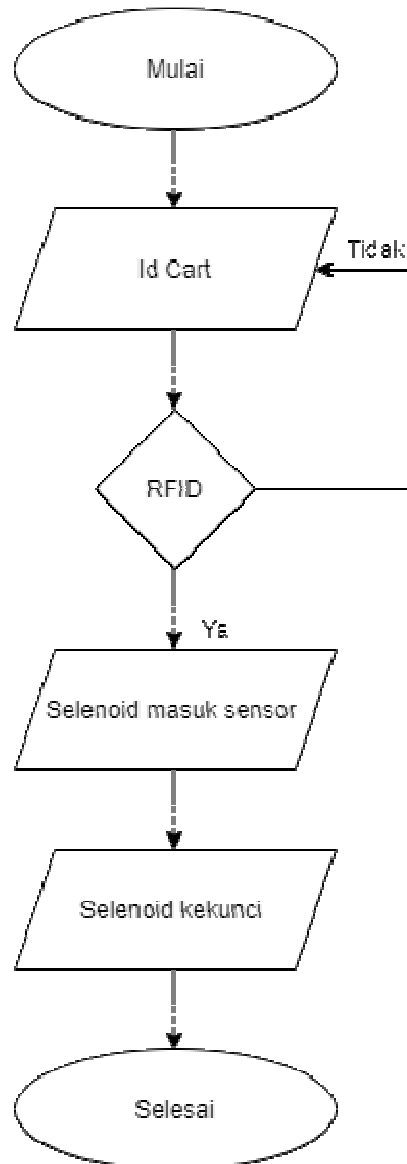 Mulai
Id Cart
Tidak
RFID
Ya
Selenoid masuk sensor
Selenoid kekunci
Selesai